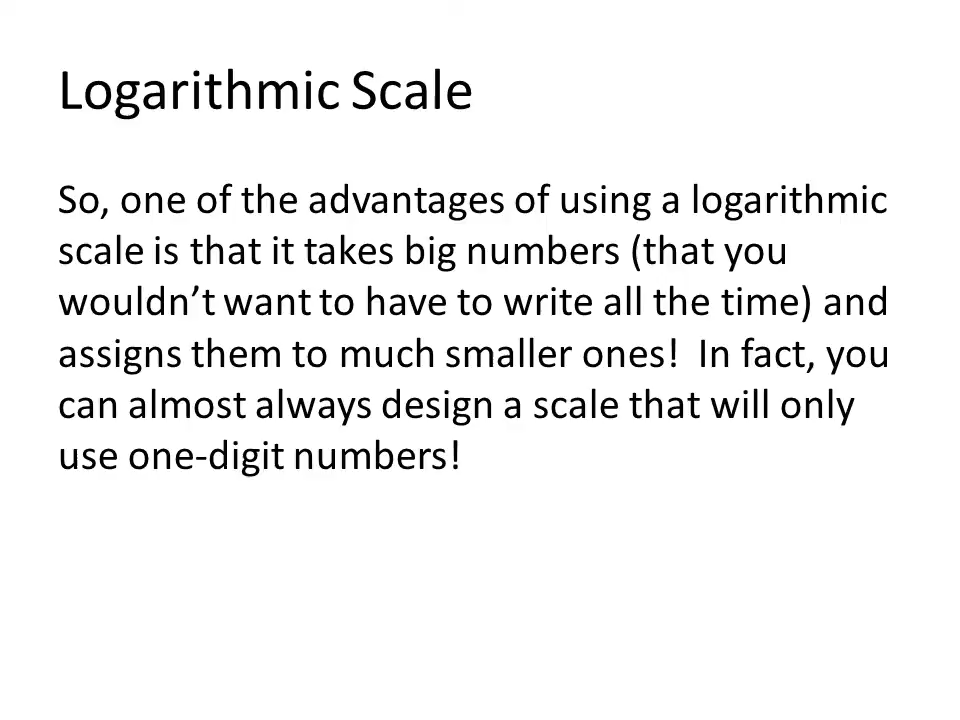 Logarithmic Scale
So, one of the advantages of using a logarithmic
scale is that it takes big numbers (that you
wouldn’t want to have to write all the time) and
assigns them to much smaller ones!  In fact, you
can almost always design a scale that will only
use one-digit numbers!